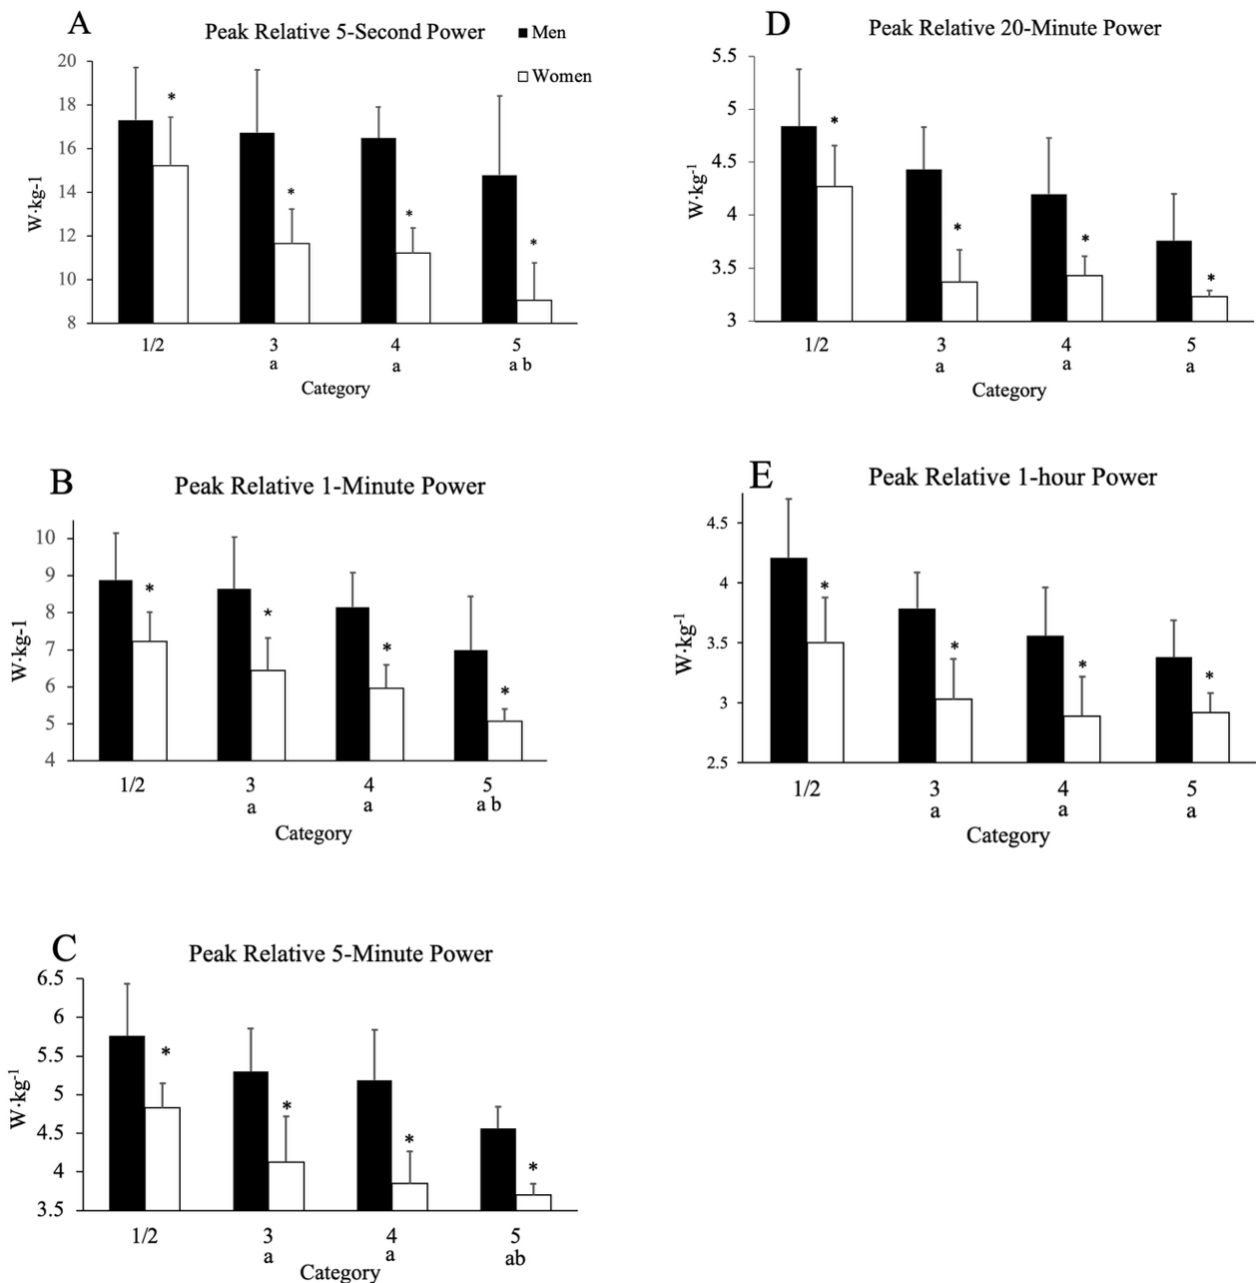 A
Peak Relative 5-Second Power
Men
Women
20
18
16
14
12
10
8
W·kg-1
*
*
*
*
1/2
3
4
5
a
a
a b
Category
B
Peak Relative 1-Minute Power
10
9
8
7
6
5
4
W·kg-1
*
*
*
*
1/2
3
4
5
a
a
a b
Category
C
Peak Relative 5-Minute Power
6.5
6
5.5
5
4.5
4
3.5
W·kg-1
*
*
*
*
1/2
3
4
5
a
a
ab
Category
D
Peak Relative 20-Minute Power
5.5
5
4.5
4
3.5
3
W·kg-1
*
*
*
*
1/2
3
4
5
a
a
a
Category
E
Peak Relative 1-hour Power
4.5
4
3.5
3
2.5
W·kg-1
*
*
*
*
1/2
3
4
5
a
a
a
Category